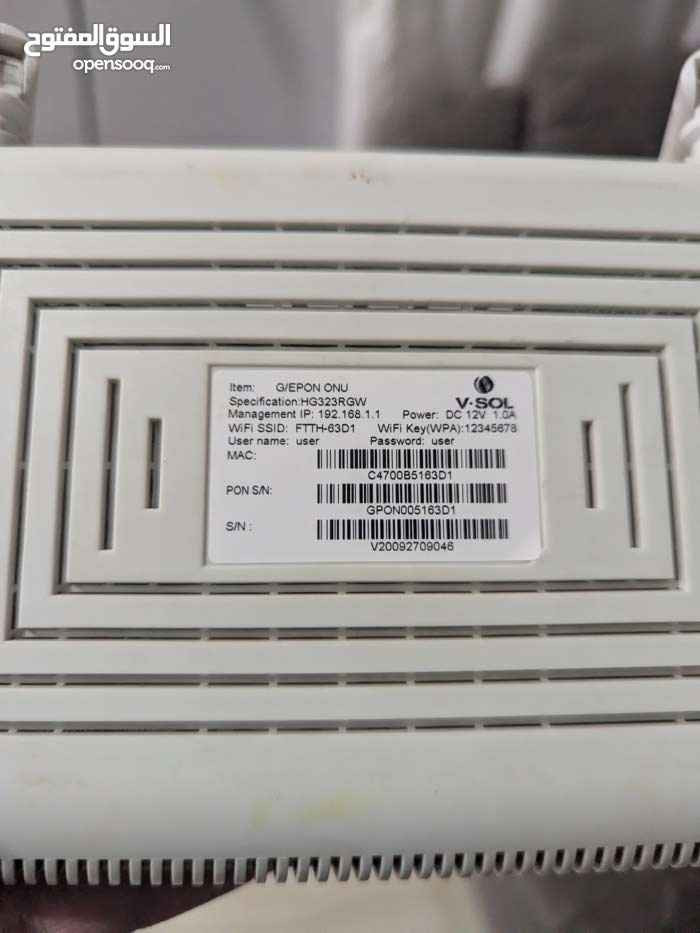 السوق المفتوح
opensooq.com
Item: G/EPON ONU
V·SOL
Specification:HG323RGW
Management IP: 192.168.1.1 Power: DC 12V 1.0A
WiFi SSID: FTTH-63D1 WiFi Key(WPA):12345678
User name: user Password: user
MAC:
C4700B5163D1
PON S/N:
GPON005163D1
S/N :
V20092709046